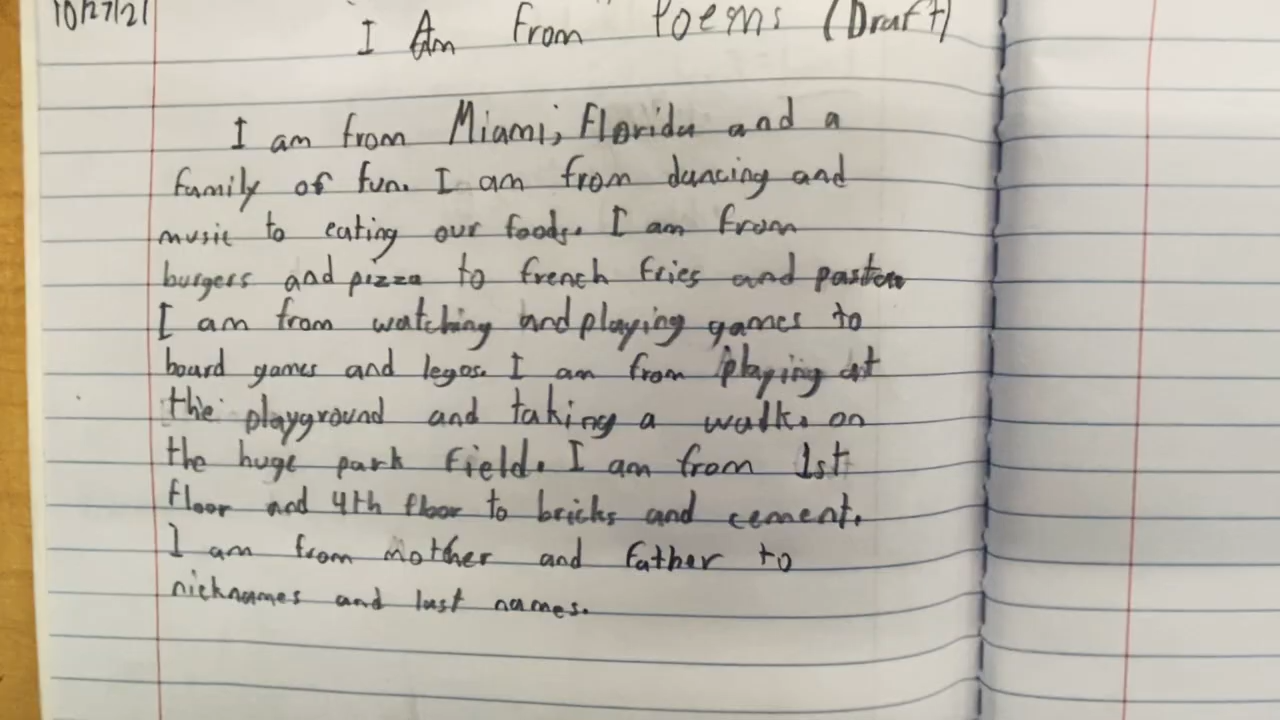 10/27/21
"I Am From" Poems (Draft)
I am from Miami, Florida and a
family of fun. I am from dancing and
music to eating our foods. I am from
burgers and pizza to french fries and pasta.
I am from watching and playing games to
board games and legos. I am from playing at
the playground and taking a walk on
the huge park field. I am from 1st
floor and 4th floor to bricks and cement.
I am from mother and father to
nicknames and last names.